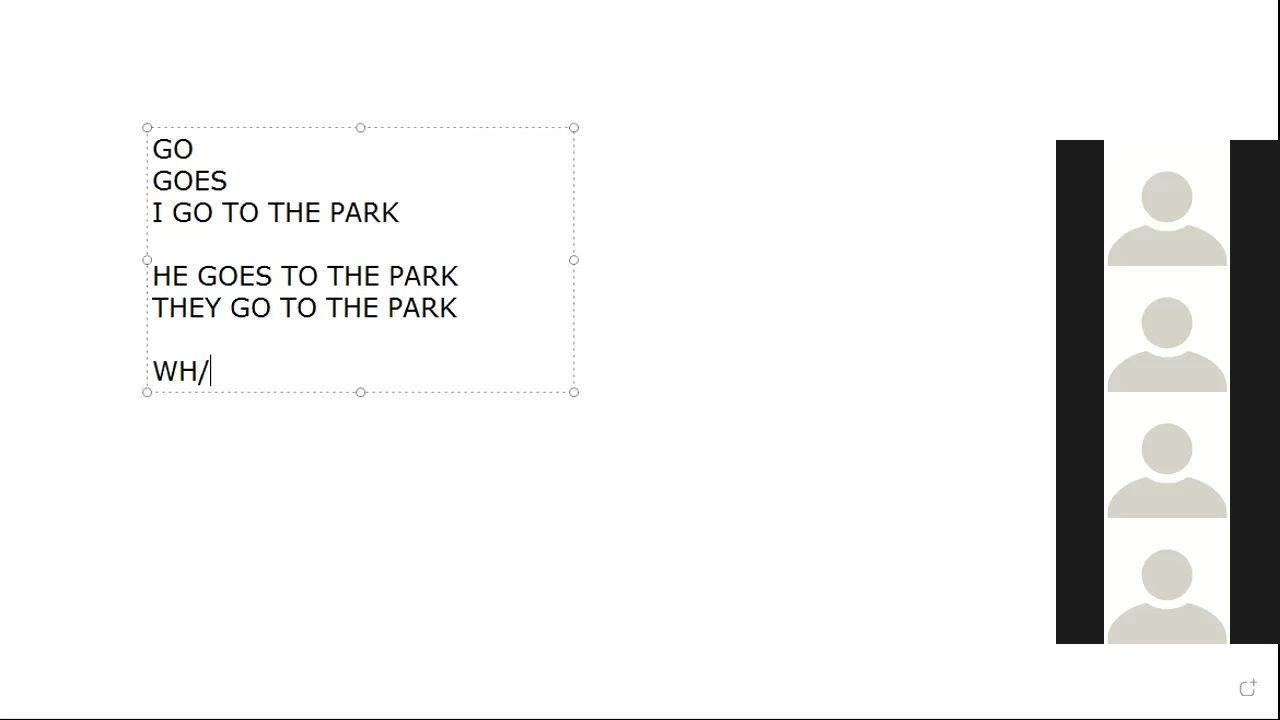 GO
GOES
I GO TO THE PARK
HE GOES TO THE PARK
THEY GO TO THE PARK
WH/